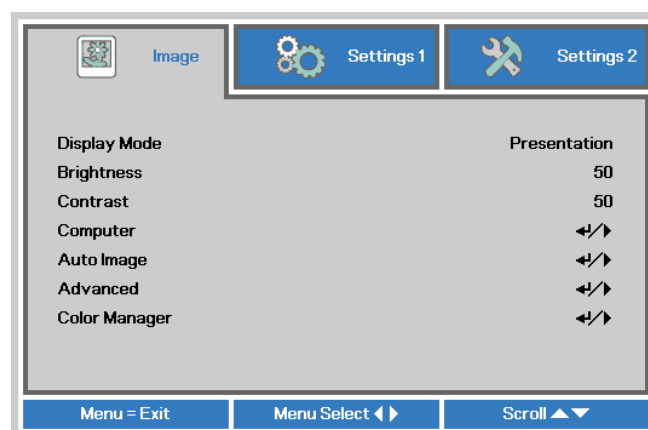 Image Settings 1 Settings 2
Display Mode Presentation
Brightness 50
Contrast 50
Computer ↵/▶
Auto Image ↵/▶
Advanced ↵/▶
Color Manager ↵/▶
Menu = Exit Menu Select ◀▶ Scroll ▲▼